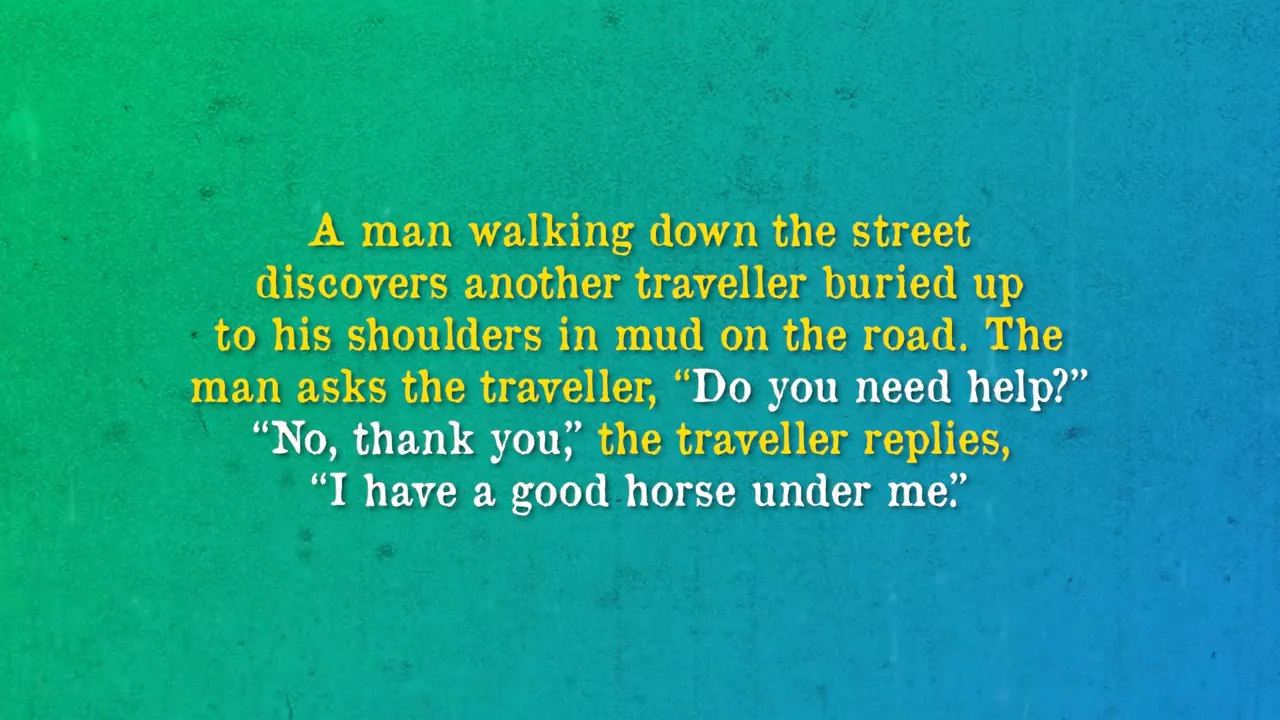 A man walking down the street
discovers another traveller buried up
to his shoulders in mud on the road. The
man asks the traveller, “Do you need help?”
“No, thank you,” the traveller replies,
“I have a good horse under me.”